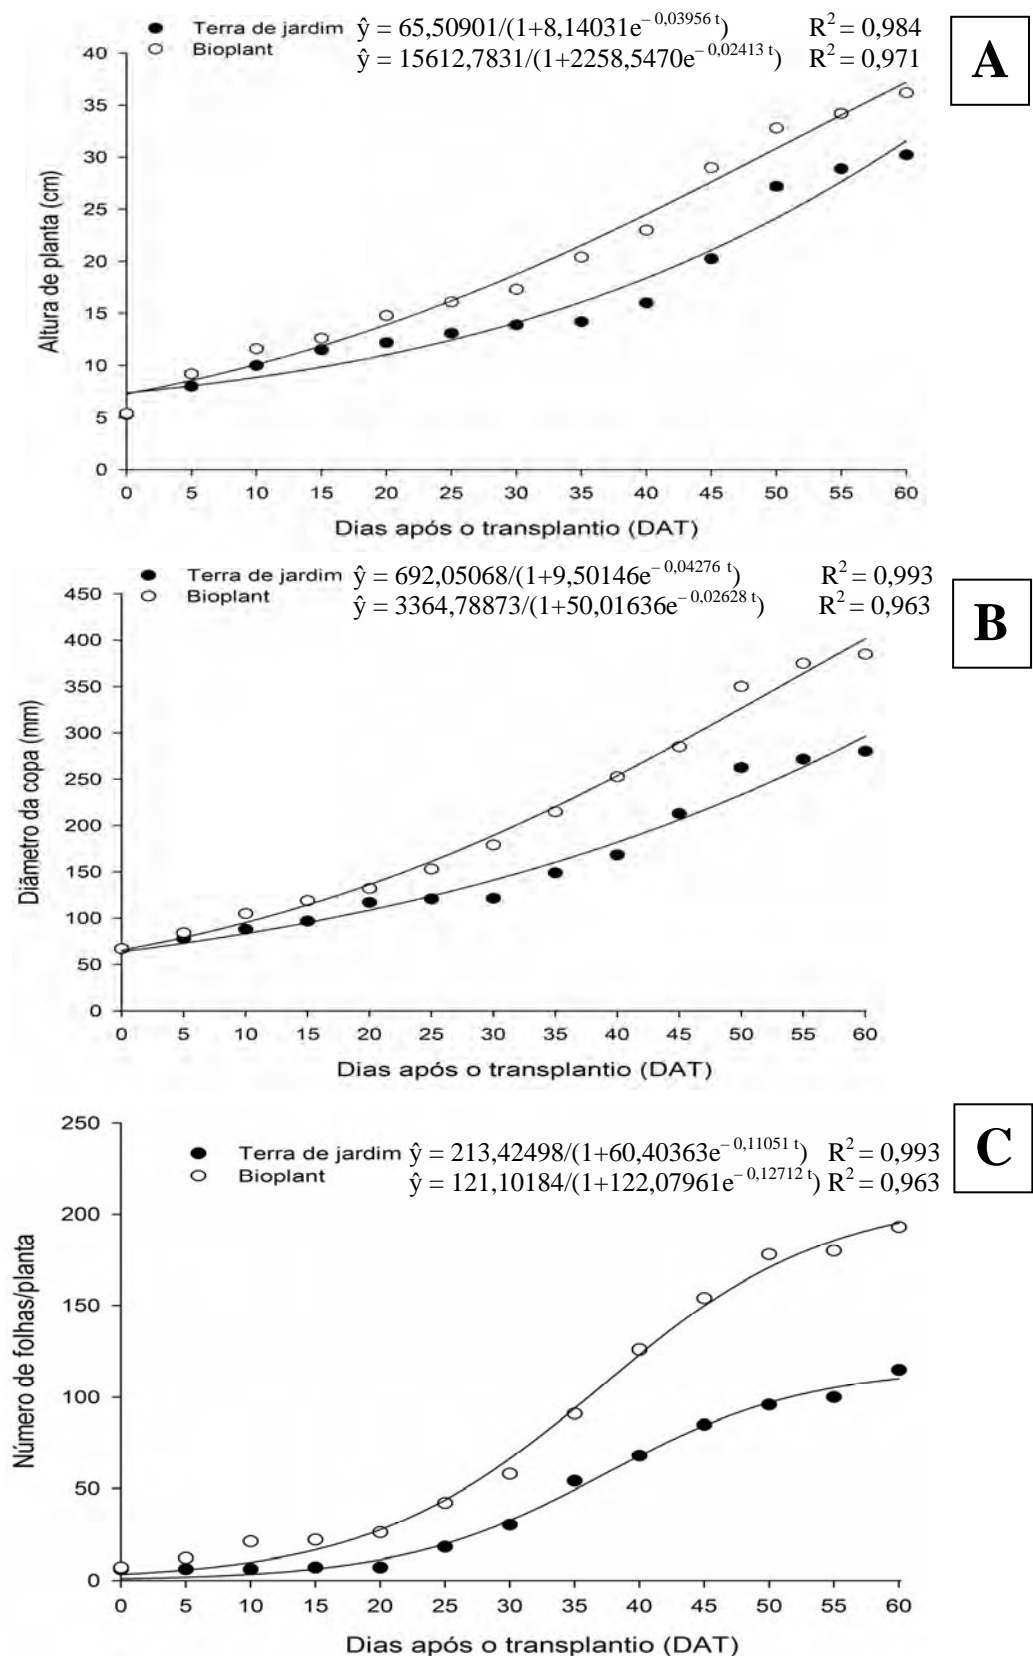 Terra de jardim ŷ = 65,50901/(1+8,14031e^{– 0,03956 t}) R² = 0,984
Bioplant ŷ = 15612,7831/(1+2258,5470e^{– 0,02413 t}) R² = 0,971
A
40
35
30
25
20
15
10
5
0
Altura de planta (cm)
0 5 10 15 20 25 30 35 40 45 50 55 60
Dias após o transplantio (DAT)
Terra de jardim ŷ = 692,05068/(1+9,50146e^{– 0,04276 t}) R² = 0,993
Bioplant ŷ = 3364,78873/(1+50,01636e^{– 0,02628 t}) R² = 0,963
B
450
400
350
300
250
200
150
100
50
0
Diâmetro da copa (mm)
0 5 10 15 20 25 30 35 40 45 50 55 60
Dias após o transplantio (DAT)
Terra de jardim ŷ = 213,42498/(1+60,40363e^{– 0,11051 t}) R² = 0,993
Bioplant ŷ = 121,10184/(1+122,07961e^{– 0,12712 t}) R² = 0,963
C
250
200
150
100
50
0
Número de folhas/planta
0 5 10 15 20 25 30 35 40 45 50 55 60
Dias após o transplantio (DAT)